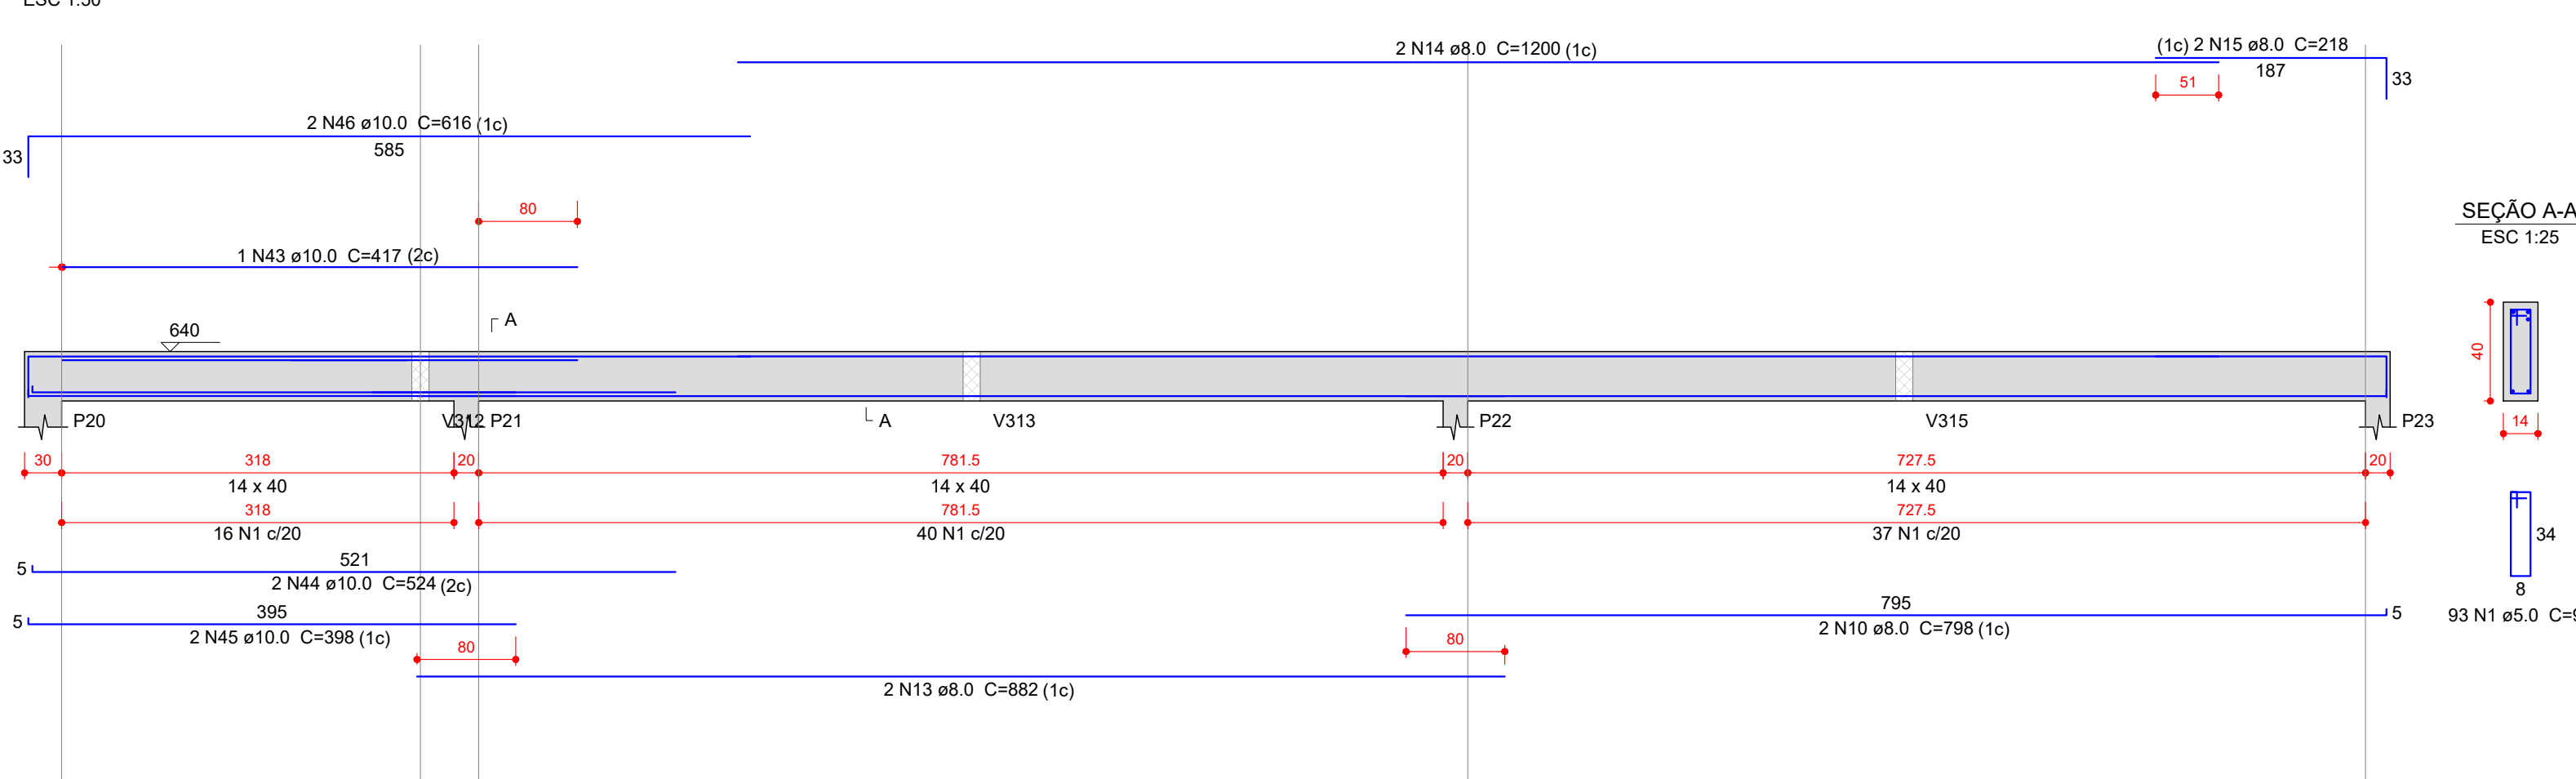 2 N14 ø8.0 C=1200 (1c)
(1c) 2 N15 ø8.0 C=218
187
33
51
2 N46 ø10.0 C=616 (1c)
585
33
80
1 N43 ø10.0 C=417 (2c)
SEÇÃO A-A
ESC 1:25
A
640
40
P20
V312
P21
A
V313
P22
V315
P23
14
30
318
20
781.5
20
727.5
20
14 x 40
14 x 40
14 x 40
318
781.5
727.5
16 N1 c/20
40 N1 c/20
37 N1 c/20
34
8
521
5
2 N44 ø10.0 C=524 (2c)
395
5
2 N45 ø10.0 C=398 (1c)
80
795
5
2 N10 ø8.0 C=798 (1c)
80
93 N1 ø5.0 C=9
2 N13 ø8.0 C=882 (1c)